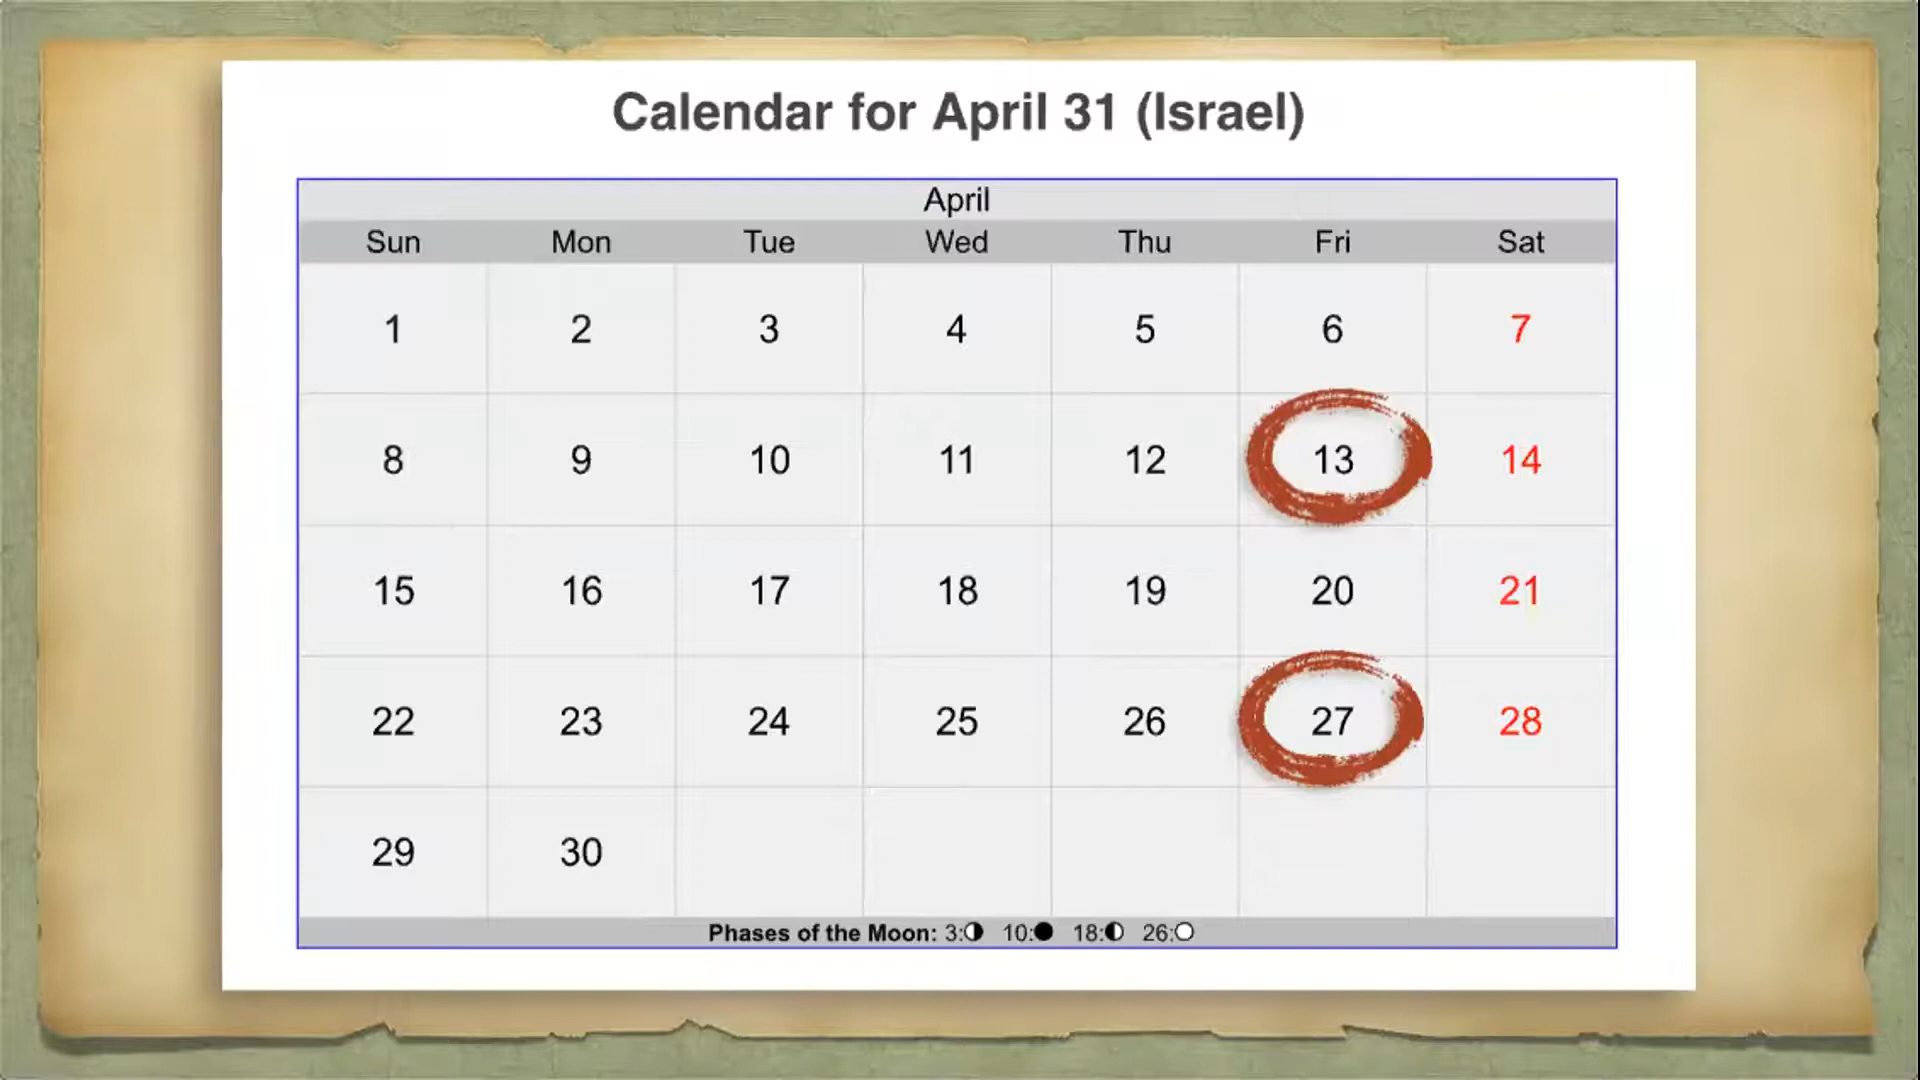 Calendar for April 31 (Israel)
April
Sun Mon Tue Wed Thu Fri Sat
1 2 3 4 5 6 7
8 9 10 11 12 13 14
15 16 17 18 19 20 21
22 23 24 25 26 27 28
29 30
Phases of the Moon: 3:◑ 10:● 18:◐ 26:○